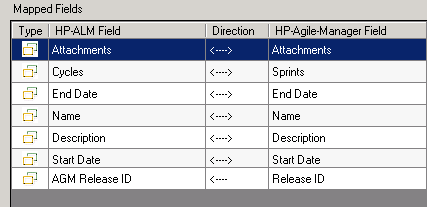 Mapped Fields
Type HP-ALM Field Direction HP-Agile-Manager Field
Attachments <----> Attachments
Cycles <----> Sprints
End Date <----> End Date
Name <----> Name
Description <----> Description
Start Date <----> Start Date
AGM Release ID <---- Release ID